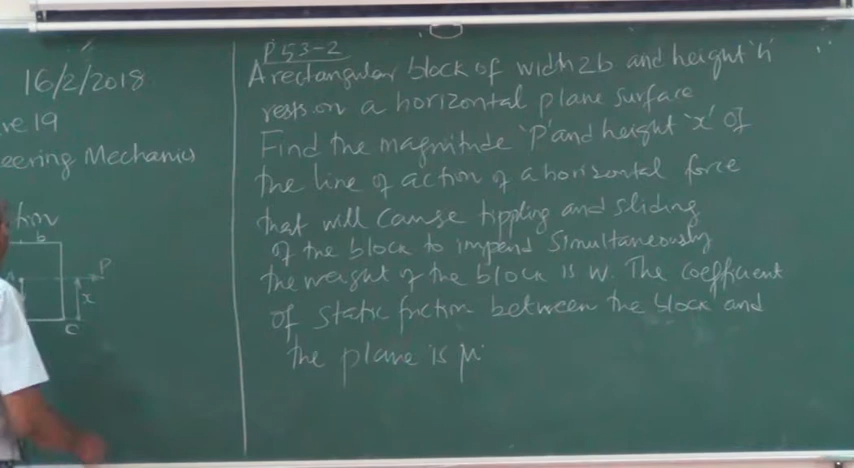 16/2/2018
re 19
eering Mechanics
b
P
x
C
P53-2
A rectangular block of width 2b and height 'h'
rests on a horizontal plane surface
Find the magnitude 'P' and height 'x' of
the line of action of a horizontal force
that will cause tippling and sliding
of the block to impend simultaneously
the weight of the block is W. The coefficient
of static friction between the block and
the plane is μ.